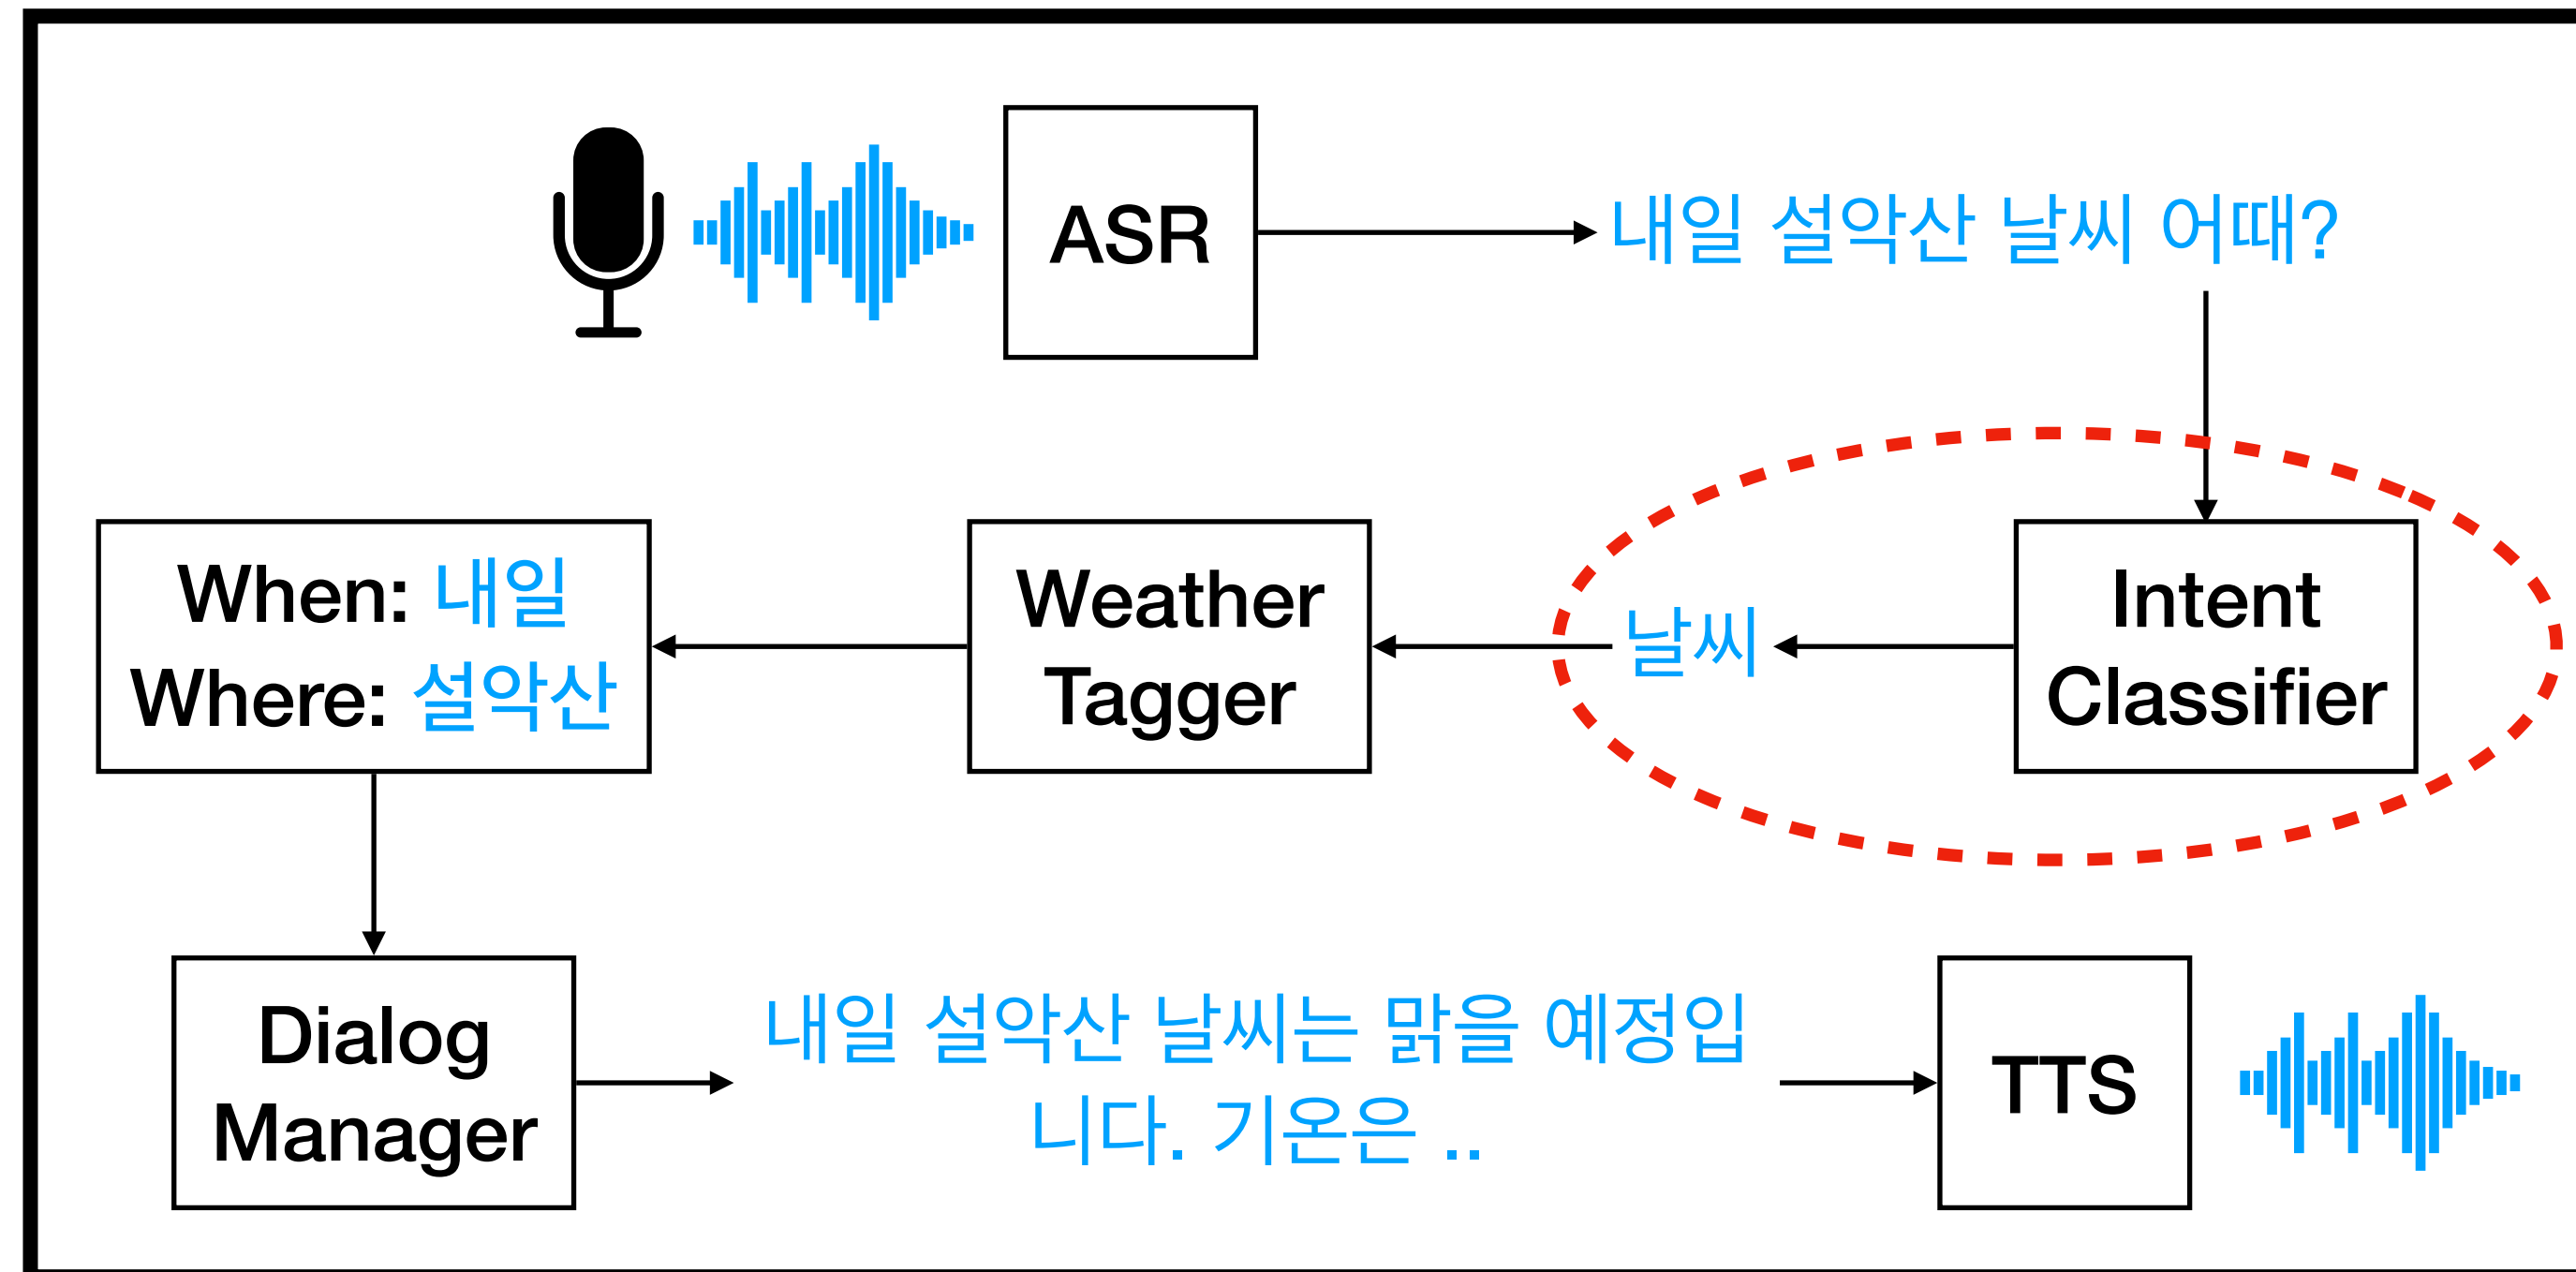 ASR
내일 설악산 날씨 어때?
Intent
Classifier
날씨
Weather
Tagger
When: 내일
Where: 설악산
Dialog
Manager
내일 설악산 날씨는 맑을 예정입
니다. 기온은 ..
TTS